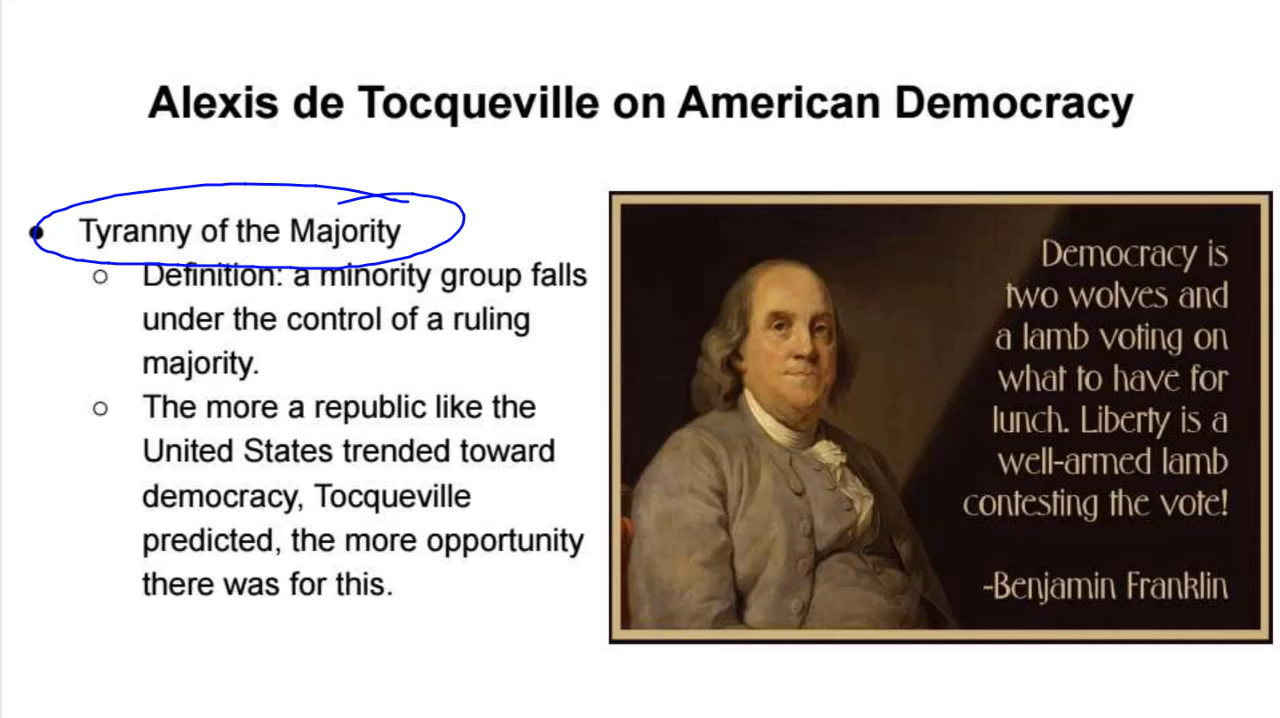 Alexis de Tocqueville on American Democracy
● Tyranny of the Majority
○ Definition: a minority group falls
under the control of a ruling
majority.
○ The more a republic like the
United States trended toward
democracy, Tocqueville
predicted, the more opportunity
there was for this.
Democracy is
two wolves and
a lamb voting on
what to have for
lunch. Liberty is a
well-armed lamb
contesting the vote!
-Benjamin Franklin